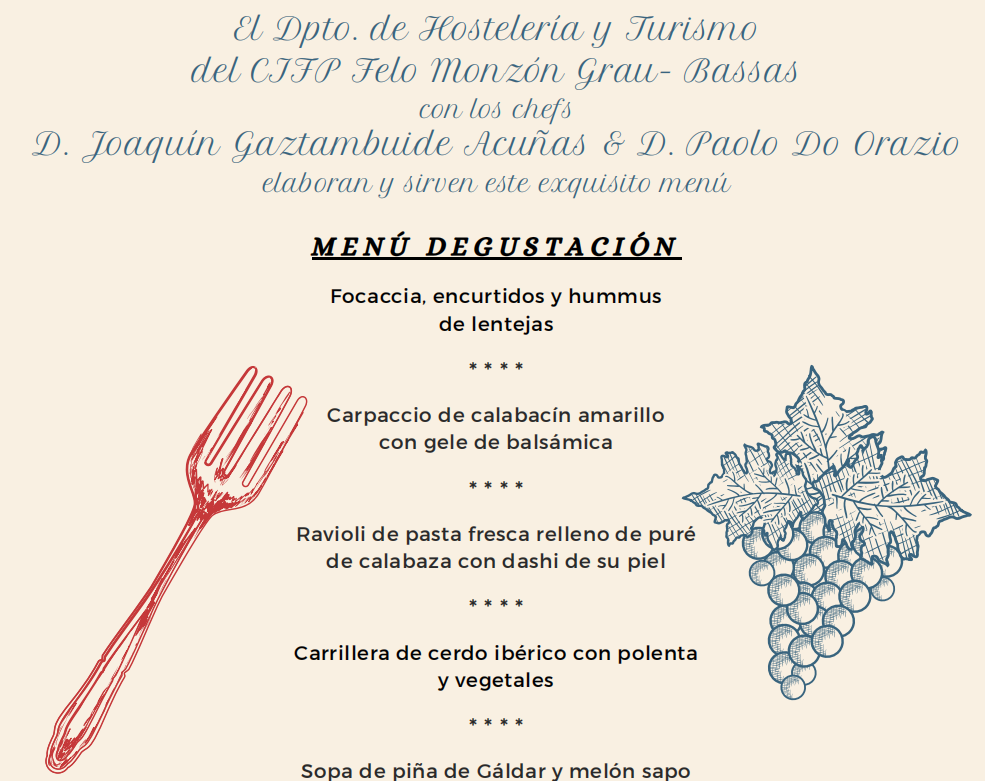 El Dpto. de Hostelería y Turismo
del CIFP Felo Monzón Grau- Bassas
con los chefs
D. Joaquín Gaztambuide Acuñas & D. Paolo Do Orazio
elaboran y sirven este exquisito menú
MENÚ DEGUSTACIÓN
Focaccia, encurtidos y hummus
de lentejas
* * * *
Carpaccio de calabacín amarillo
con gele de balsámica
* * * *
Ravioli de pasta fresca relleno de puré
de calabaza con dashi de su piel
* * * *
Carrillera de cerdo ibérico con polenta
y vegetales
* * * *
Sopa de piña de Gáldar y melón sapo